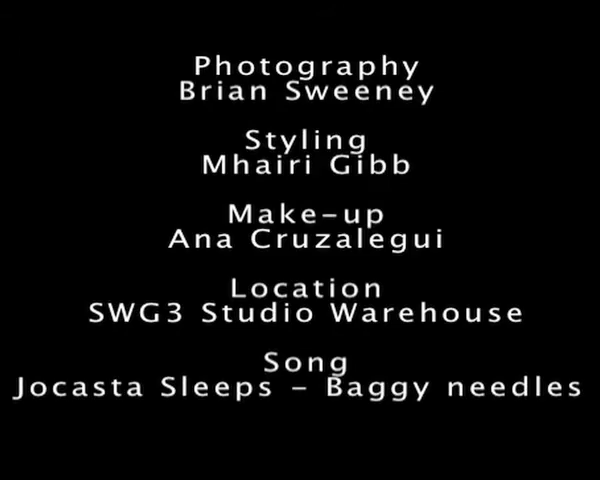 Photography
Brian Sweeney
Styling
Mhairi Gibb
Make-up
Ana Cruzalegui
Location
SWG3 Studio Warehouse
Song
Jocasta Sleeps - Baggy needles